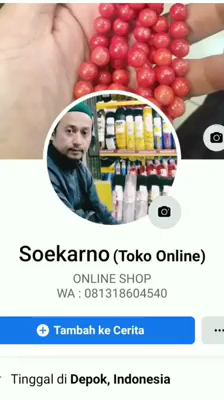 Soekarno (Toko Online)
ONLINE SHOP
WA : 081318604540
Tambah ke Cerita
Tinggal di Depok, Indonesia